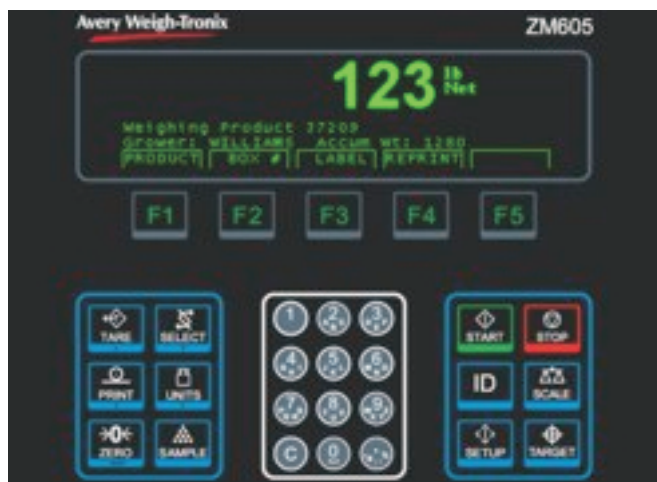 Avery Weigh-Tronix
ZM605
123 lb Net
Weighing Product 37209
Grower: WILLIAMS Accum Wt: 1280
PRODUCT BOX # LABEL REPRINT
F1 F2 F3 F4 F5
TARE SELECT
PRINT UNITS
ZERO SAMPLE
1 2 3
4 5 6
7 8 9
C 0
START STOP
ID SCALE
SETUP TARGET